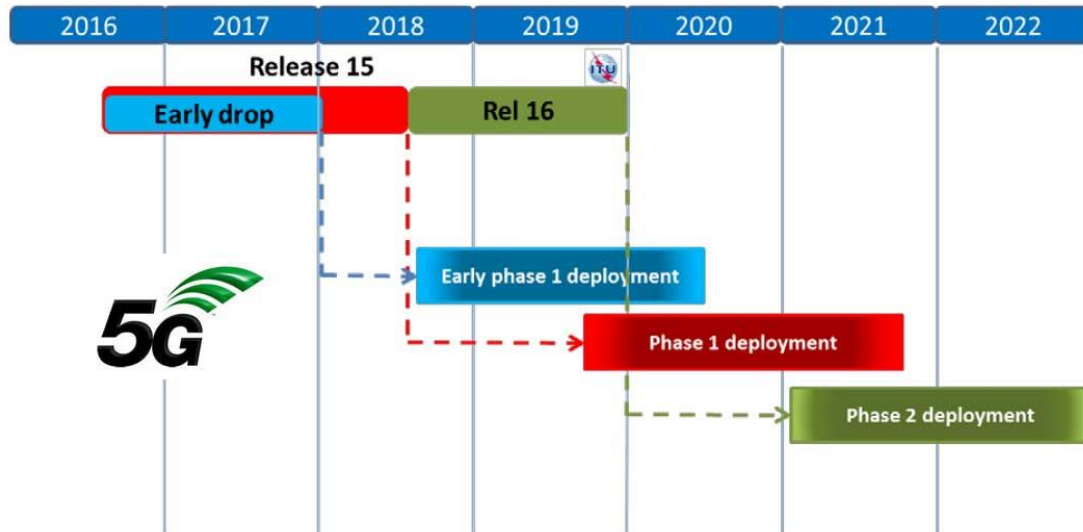 2016 2017 2018 2019 2020 2021 2022
Release 15
ITU
Early drop
Rel 16
Early phase 1 deployment
5G
Phase 1 deployment
Phase 2 deployment